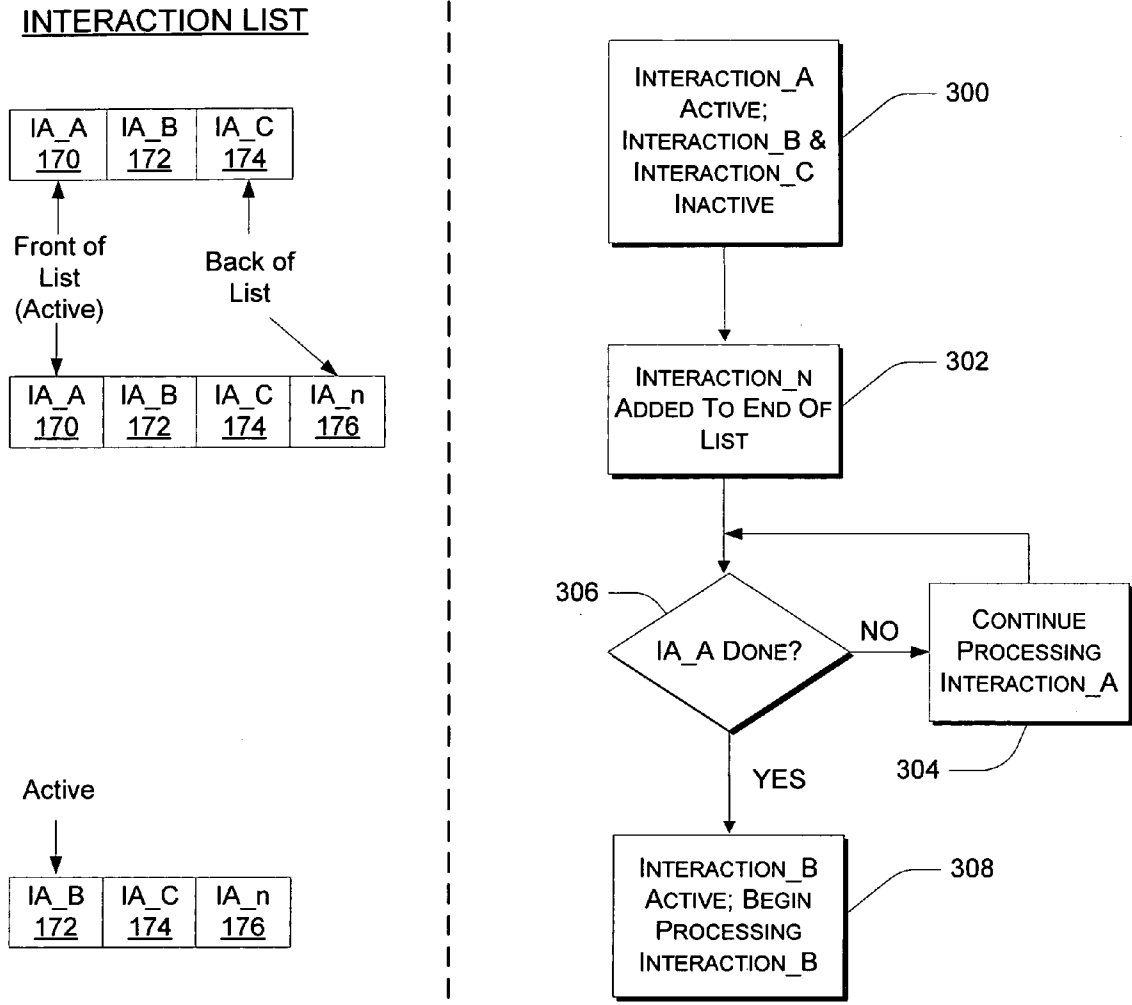 INTERACTION LIST
IA_A IA_B IA_C
170 172 174
Front of
List
(Active)
Back of
List
IA_A IA_B IA_C IA_n
170 172 174 176
Active
IA_B IA_C IA_n
172 174 176
INTERACTION_A
ACTIVE;
INTERACTION_B &
INTERACTION_C
INACTIVE
300
INTERACTION_N
ADDED TO END OF
LIST
302
306
IA_A DONE?
NO
CONTINUE
PROCESSING
INTERACTION_A
304
YES
INTERACTION_B
ACTIVE; BEGIN
PROCESSING
INTERACTION_B
308